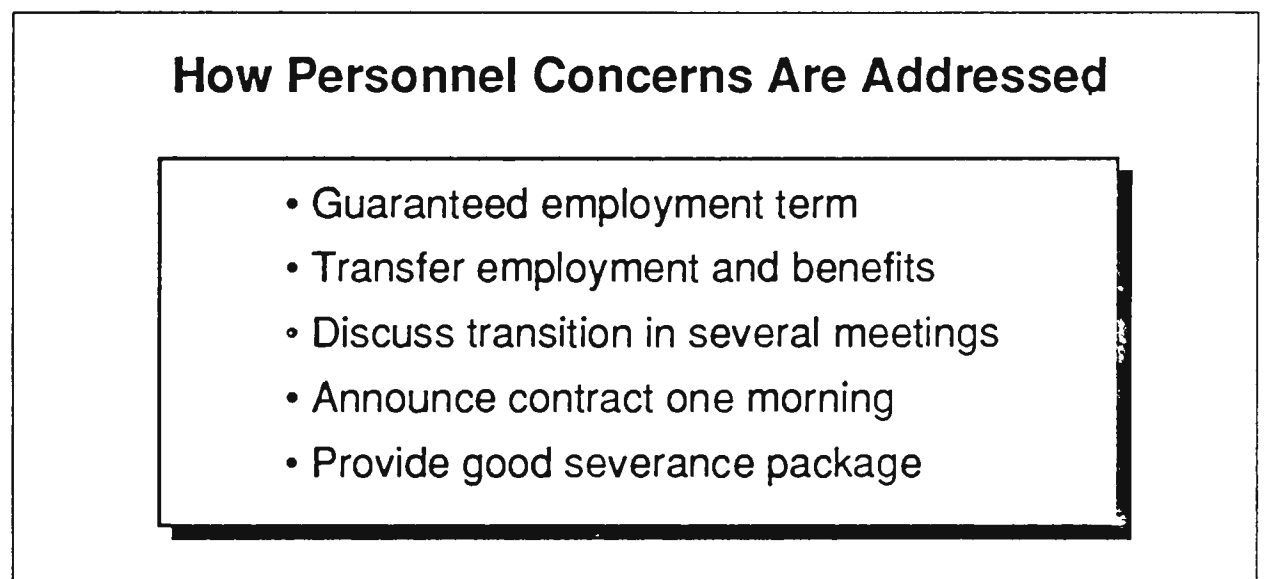 How Personnel Concerns Are Addressed
• Guaranteed employment term
• Transfer employment and benefits
• Discuss transition in several meetings
• Announce contract one morning
• Provide good severance package